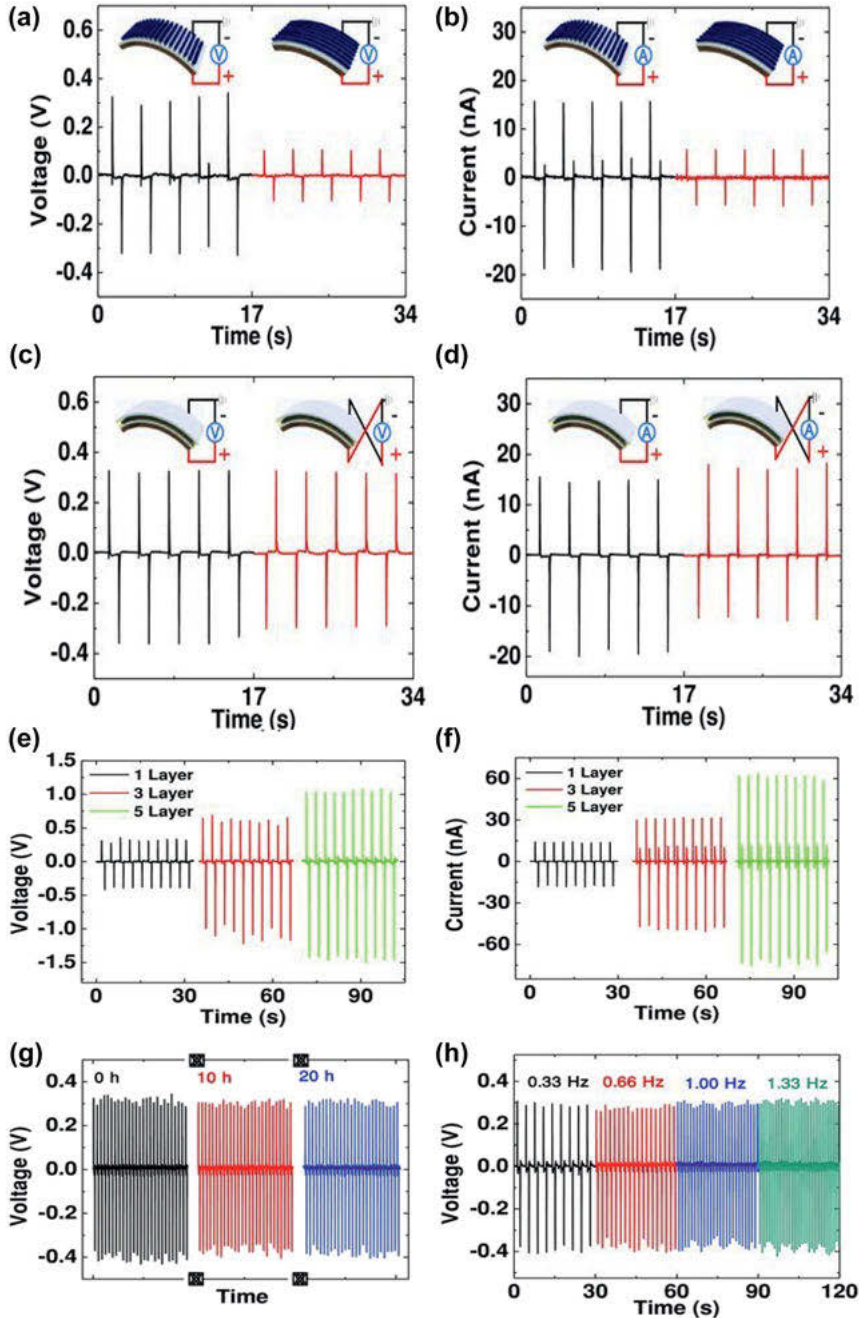 (a)
0.6
0.4
0.2
0.0
-0.2
-0.4
Voltage (V)
-
V
+
-
V
+
0
17
34
Time (s)
(b)
30
20
10
0
-10
-20
Current (nA)
-
A
+
-
A
+
0
17
34
Time (s)
(c)
0.6
0.4
0.2
0.0
-0.2
-0.4
Voltage (V)
-
V
+
-
V
+
0
17
34
Time (s)
(d)
30
20
10
0
-10
-20
Current (nA)
-
A
+
-
A
+
0
17
34
Time (s)
(e)
1.5
1.0
0.5
0.0
-0.5
-1.0
-1.5
Voltage (V)
1 Layer
3 Layer
5 Layer
0
30
60
90
Time (s)
(f)
60
30
0
-30
-60
Current (nA)
1 Layer
3 Layer
5 Layer
0
30
60
90
Time (s)
(g)
0.4
0.2
0.0
-0.2
-0.4
Voltage (V)
0 h
10 h
20 h
Time
(h)
0.4
0.2
0.0
-0.2
-0.4
Voltage (V)
0.33 Hz
0.66 Hz
1.00 Hz
1.33 Hz
0
30
60
90
120
Time (s)